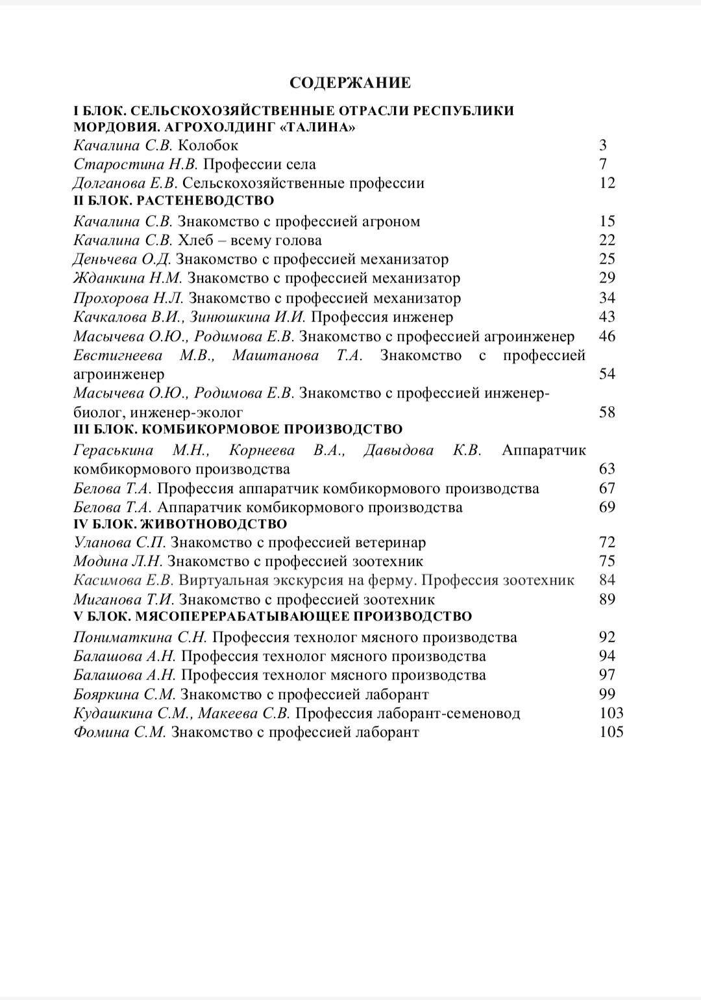 СОДЕРЖАНИЕ
I БЛОК. СЕЛЬСКОХОЗЯЙСТВЕННЫЕ ОТРАСЛИ РЕСПУБЛИКИ
МОРДОВИЯ. АГРОХОЛДИНГ «ТАЛИНА»
Качалина С.В. Колобок 3
Старостина Н.В. Профессии села 7
Долганова Е.В. Сельскохозяйственные профессии 12
II БЛОК. РАСТЕНЕВОДСТВО
Качалина С.В. Знакомство с профессией агроном 15
Качалина С.В. Хлеб – всему голова 22
Деньчева О.Д. Знакомство с профессией механизатор 25
Жданкина Н.М. Знакомство с профессией механизатор 29
Прохорова Н.Л. Знакомство с профессией механизатор 34
Качкалова В.И., Зинюшкина И.И. Профессия инженер 43
Масычева О.Ю., Родимова Е.В. Знакомство с профессией агроинженер 46
Евстигнеева М.В., Маштанова Т.А. Знакомство с профессией
агроинженер 54
Масычева О.Ю., Родимова Е.В. Знакомство с профессией инженер-
биолог, инженер-эколог 58
III БЛОК. КОМБИКОРМОВОЕ ПРОИЗВОДСТВО
Гераськина М.Н., Корнеева В.А., Давыдова К.В. Аппаратчик
комбикормового производства 63
Белова Т.А. Профессия аппаратчик комбикормового производства 67
Белова Т.А. Аппаратчик комбикормового производства 69
IV БЛОК. ЖИВОТНОВОДСТВО
Уланова С.П. Знакомство с профессией ветеринар 72
Модина Л.Н. Знакомство с профессией зоотехник 75
Касимова Е.В. Виртуальная экскурсия на ферму. Профессия зоотехник 84
Миганова Т.И. Знакомство с профессией зоотехник 89
V БЛОК. МЯСОПЕРЕРАБАТЫВАЮЩЕЕ ПРОИЗВОДСТВО
Пониматкина С.Н. Профессия технолог мясного производства 92
Балашова А.Н. Профессия технолог мясного производства 94
Балашова А.Н. Профессия технолог мясного производства 97
Бояркина С.М. Знакомство с профессией лаборант 99
Кудашкина С.М., Макеева С.В. Профессия лаборант-семеновод 103
Фомина С.М. Знакомство с профессией лаборант 105